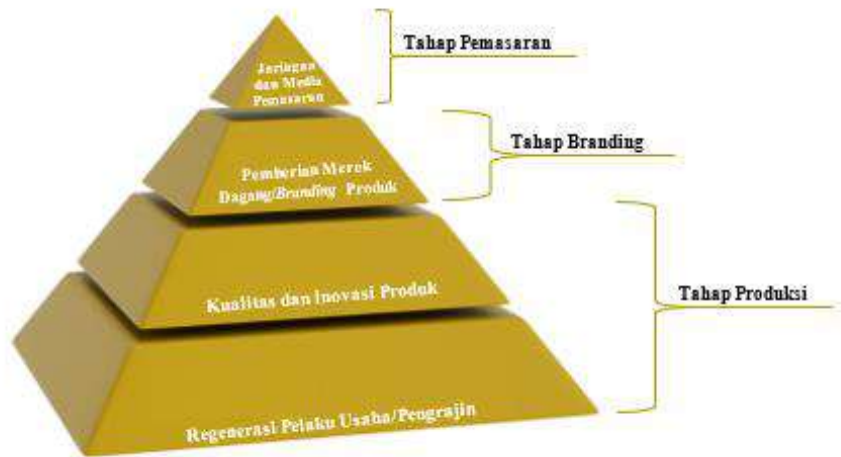 Jaringan
dan Media
Pemasaran
Tahap Pemasaran
Pemberian Merek
Dagang/Branding Produk
Tahap Branding
Kualitas dan Inovasi Produk
Tahap Produksi
Regenerasi Pelaku Usaha/Pengrajin